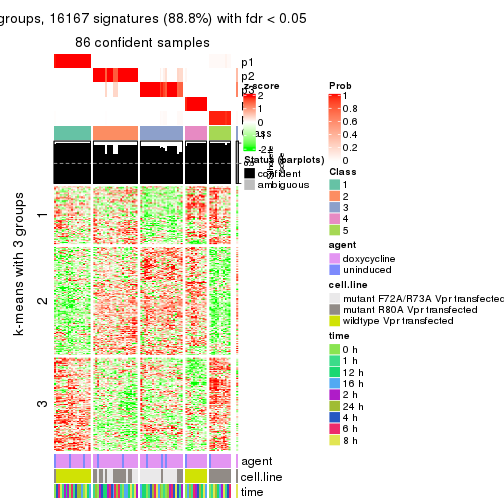 groups, 16167 signatures (88.8%) with fdr < 0.05
86 confident samples
p1
p2
p3
z-score
2
1
0
-2
Status (barplots)
confident
ambiguous
Prob
1
0.8
0.6
0.4
0.2
0
Class
1
2
3
4
5
agent
doxycycline
uninduced
cell.line
mutant F72A/R73A Vpr transfected
mutant R80A Vpr transfected
wildtype Vpr transfected
time
0 h
1 h
12 h
16 h
2 h
24 h
4 h
6 h
8 h
k-means with 3 groups
1
2
3
agent
cell.line
time